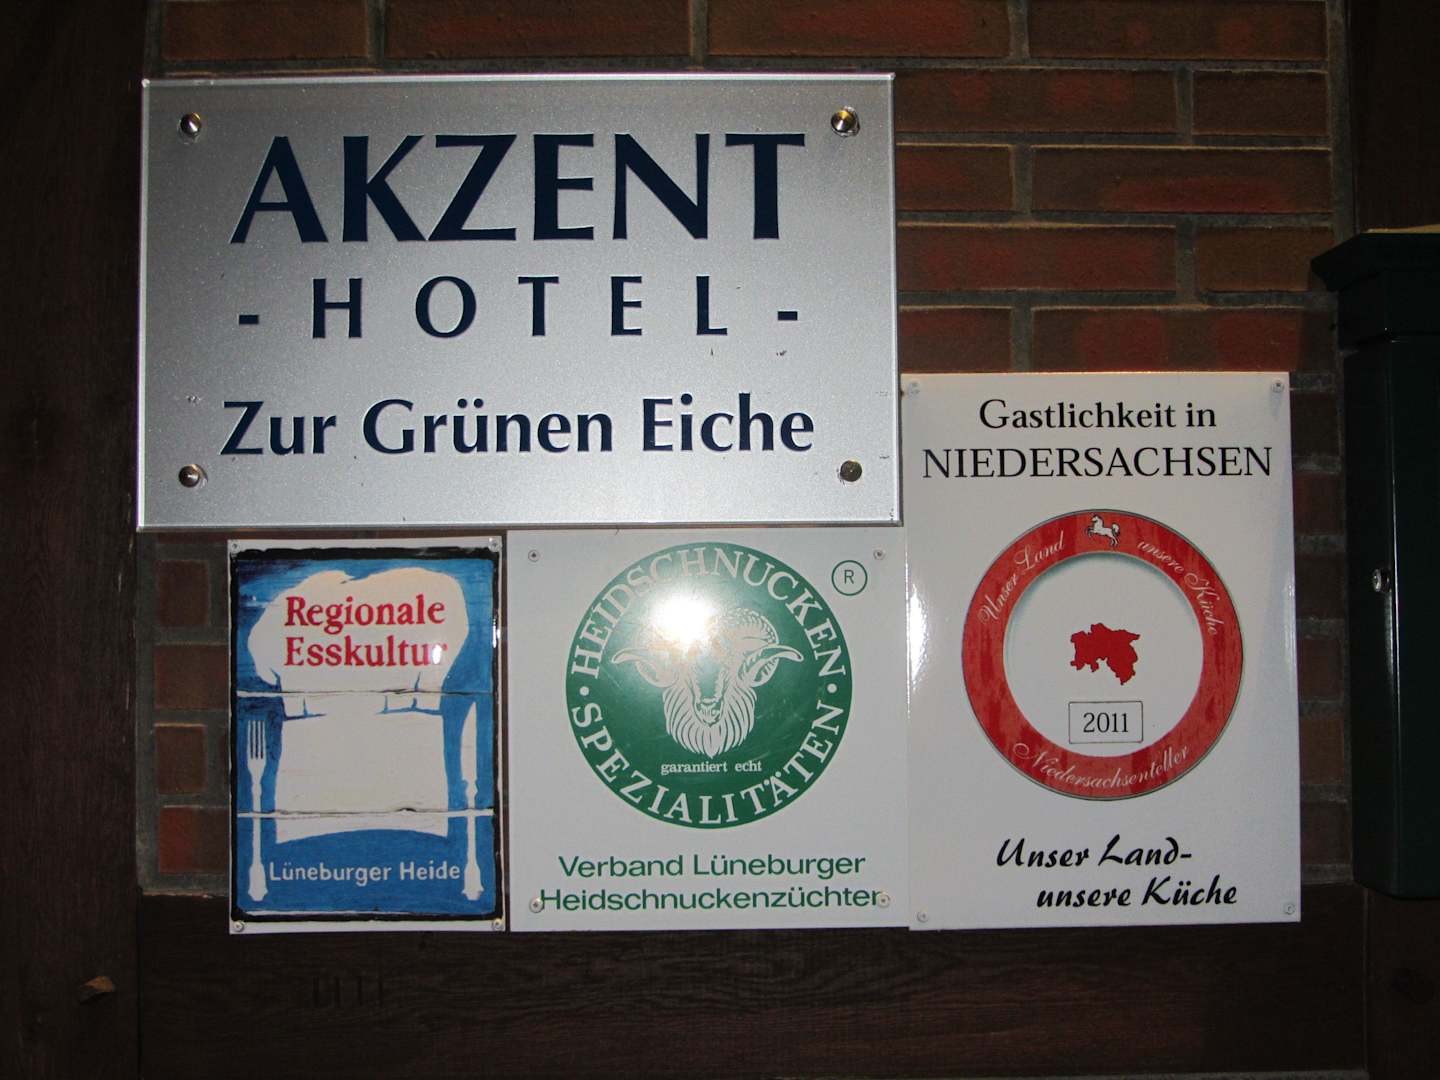 AKZENT
- HOTEL -
Zur Grünen Eiche
Gastlichkeit in
NIEDERSACHSEN
Unser Land unsere Küche
2011
Niedersachsenteller
Unser Land-
unsere Küche
Regionale
Esskultur
Lüneburger Heide
HEIDSCHNUCKEN
®
• SPEZIALITÄTEN •
garantiert echt
Verband Lüneburger
Heidschnuckenzüchter